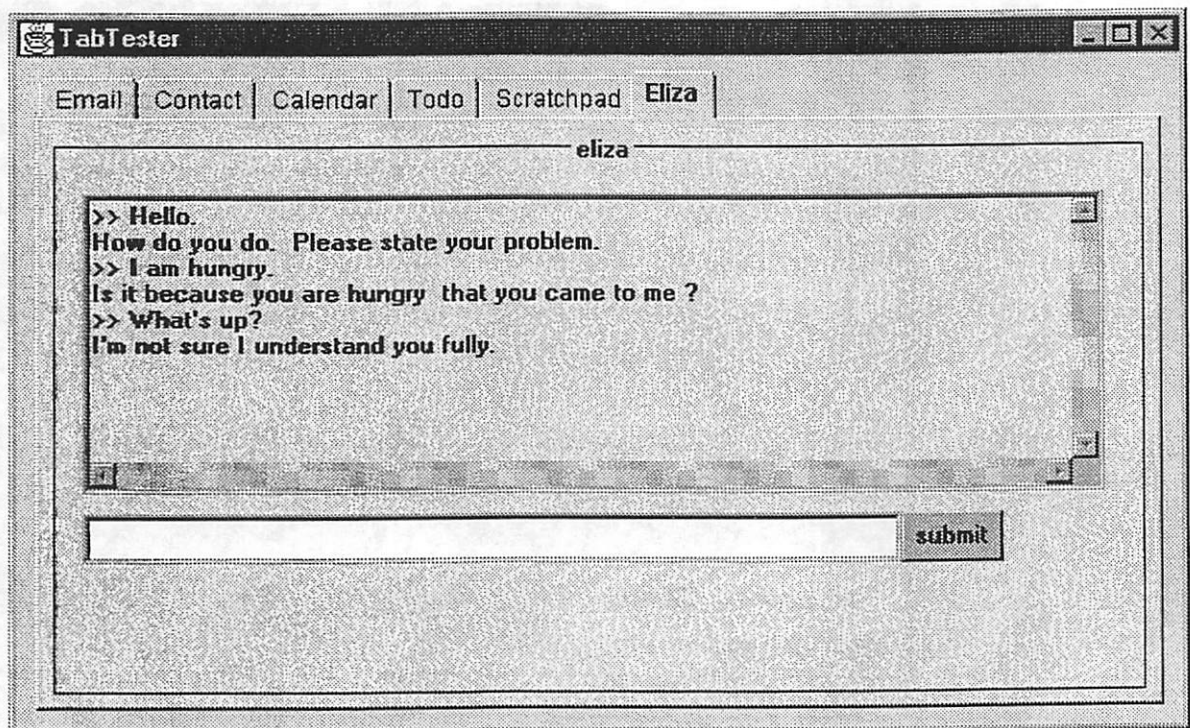 TabTester
Email Contact Calendar Todo Scratchpad Eliza
eliza
>> Hello.
How do you do.  Please state your problem.
>> I am hungry.
Is it because you are hungry  that you came to me ?
>> What's up?
I'm not sure I understand you fully.
submit